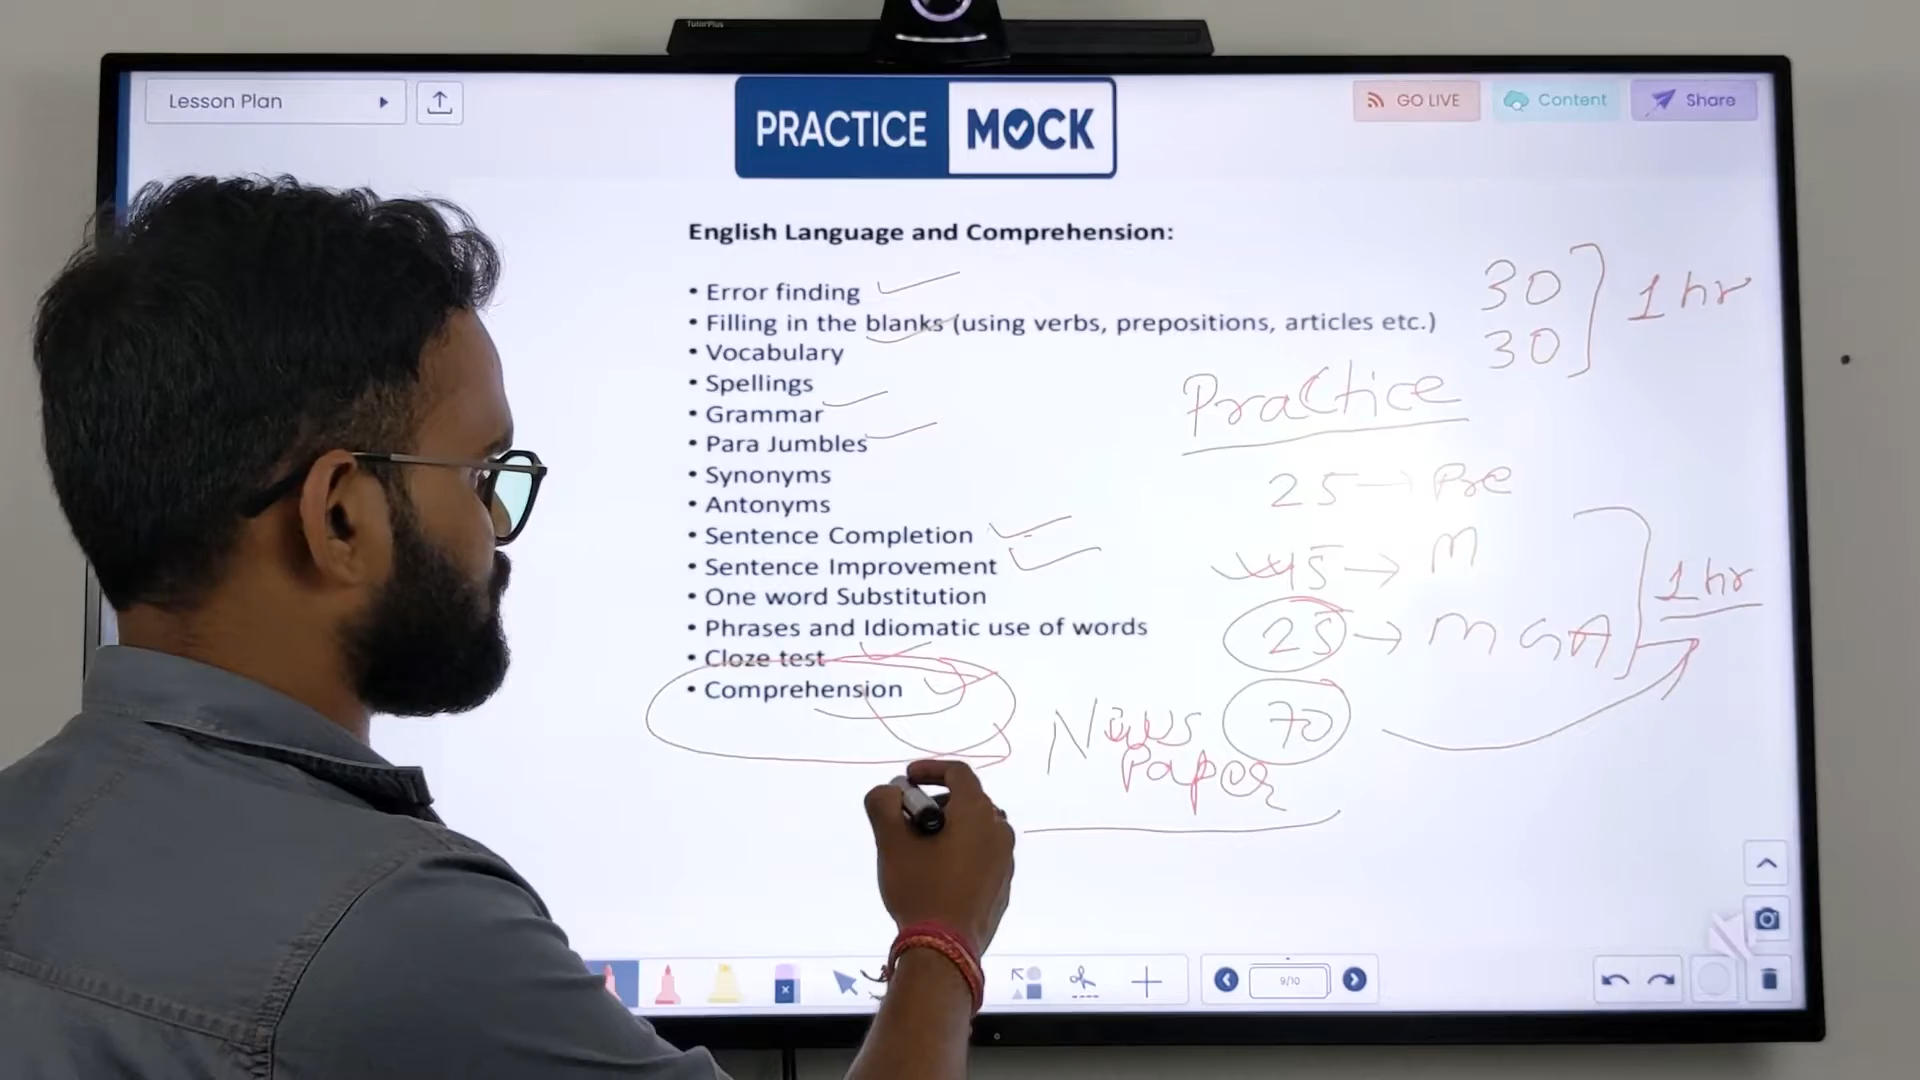 TutorPlus
Lesson Plan
PRACTICE MOCK
GO LIVE
Content
Share
English Language and Comprehension:
• Error finding
• Filling in the blanks (using verbs, prepositions, articles etc.)
• Vocabulary
• Spellings
• Grammar
• Para Jumbles
• Synonyms
• Antonyms
• Sentence Completion
• Sentence Improvement
• One word Substitution
• Phrases and Idiomatic use of words
• Cloze test
• Comprehension
30
30
1 hr
Practice
25 → Pre
45 → M
25 → M GA
1 hr
70
News
Paper
9/10